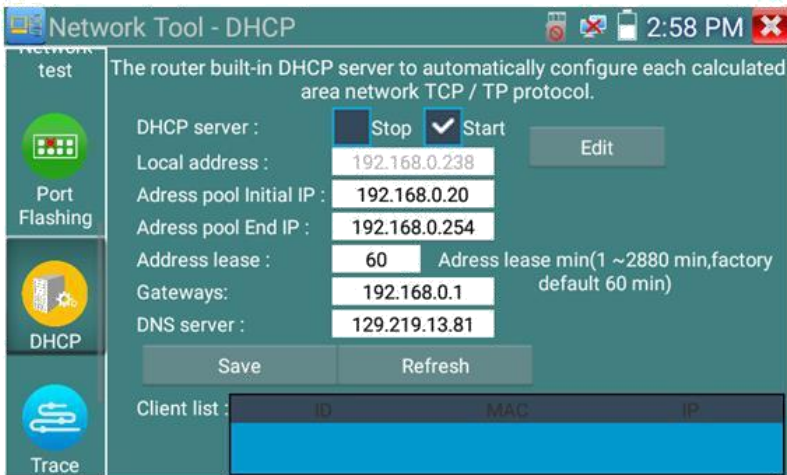 Network Tool - DHCP 2:58 PM
Network
test
The router built-in DHCP server to automatically configure each calculated
area network TCP / TP protocol.
DHCP server : Stop Start
Edit
Local address : 192.168.0.238
Port
Flashing
Adress pool Initial IP : 192.168.0.20
Adress pool End IP : 192.168.0.254
Address lease : 60 Adress lease min(1 ~2880 min,factory
default 60 min)
Gateways: 192.168.0.1
DNS server : 129.219.13.81
DHCP
Save Refresh
Client list : ID MAC IP
Trace